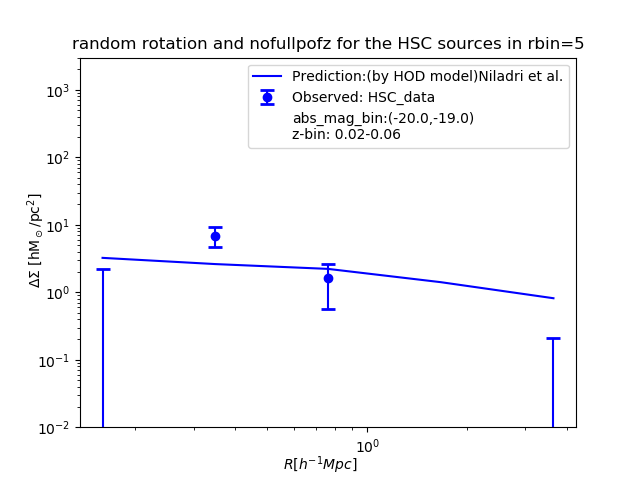 random rotation and nofullpofz for the HSC sources in rbin=5
Prediction:(by HOD model)Niladri et al.
Observed: HSC_data
abs_mag_bin:(-20.0,-19.0)
z-bin: 0.02-0.06
ΔΣ [hM⊙/pc²]
10³
10²
10¹
10⁰
10⁻¹
10⁻²
10⁰
R[h⁻¹Mpc]